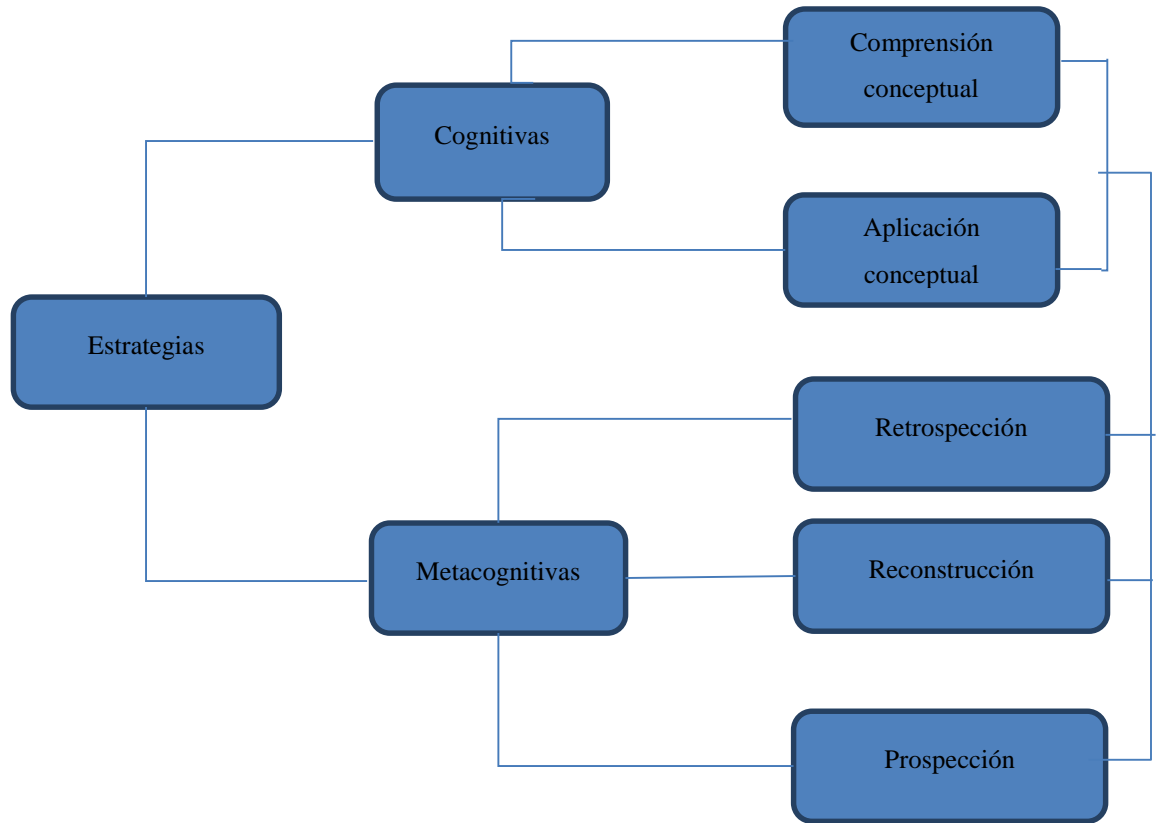 Comprensión
conceptual
Cognitivas
Aplicación
conceptual
Estrategias
Retrospección
Metacognitivas
Reconstrucción
Prospección